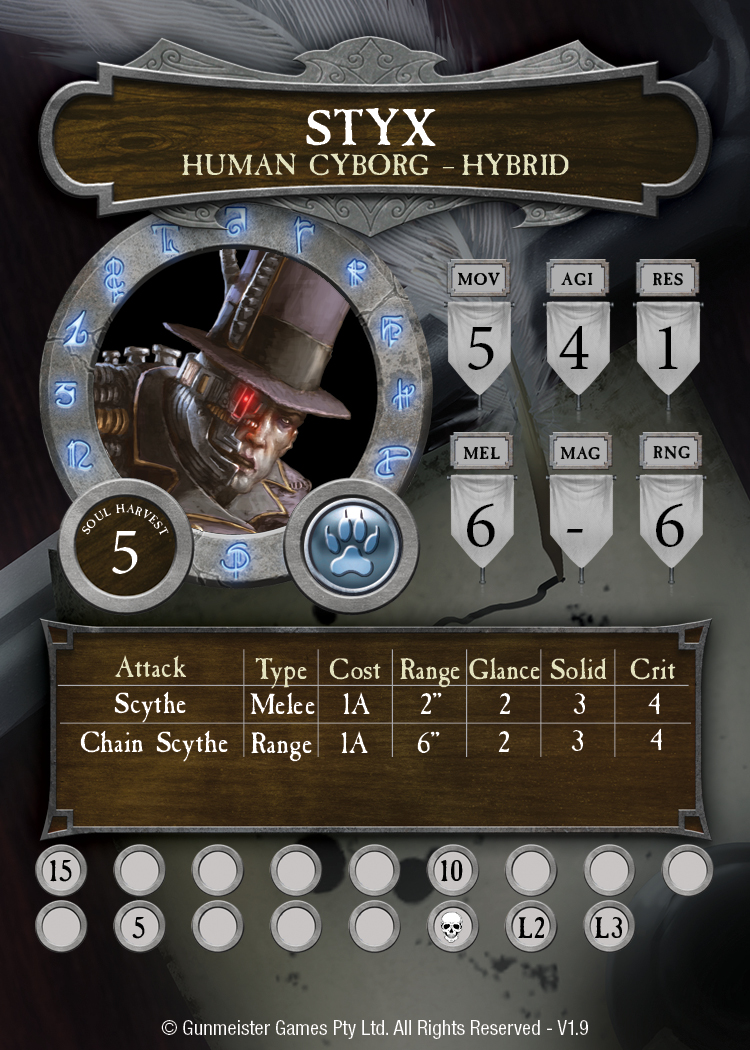 STYX
HUMAN CYBORG – HYBRID
MOV AGI RES
5 4 1
MEL MAG RNG
6 - 6
SOUL HARVEST
5
Attack Type Cost Range Glance Solid Crit
Scythe Melee 1A 2” 2 3 4
Chain Scythe Range 1A 6” 2 3 4
15 10
5 L2 L3
© Gunmeister Games Pty Ltd. All Rights Reserved - V1.9